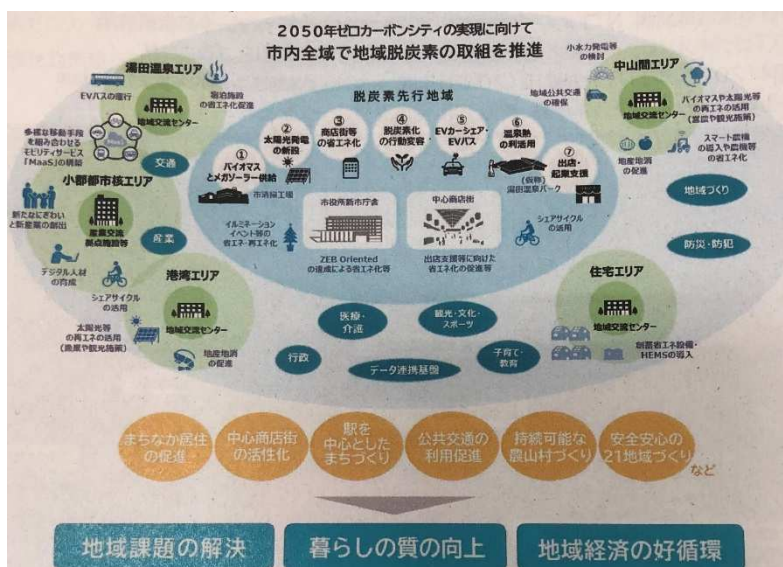 2050年ゼロカーボンシティの実現に向けて
市内全域で地域脱炭素の取組を推進
湯田温泉エリア
EVバスの運行
宿泊施設
の省エネ化促進
地域交流センター
多様な移動手段
を組み合わせる
モビリティサービス
「MaaS」の構築
MaaS
交通
小郡都市核エリア
新たなにぎわい
と新産業の創出
産業交流
拠点施設等
産業
デジタル人材
の育成
シェアサイクル
の活用
港湾エリア
地域交流センター
太陽光等
の再エネの活用
(農業や観光施策)
地産地消
の促進
脱炭素先行地域
①
バイオマス
とメガソーラー供給
市清掃工場
②
太陽光発電
の新設
③
商店街等
の省エネ化
④
脱炭素化
の行動変容
⑤
EVカーシェア・
EVバス
⑥
温泉熱
の利活用
(仮称)
湯田温泉パーク
⑦
出店・
起業支援
イルミネーション
イベント等の
省エネ・再エネ化
市役所新本庁舎
ZEB Oriented
の達成による省エネ化等
中心商店街
出店支援等に向けた
省エネ化の促進等
シェアサイクル
の活用
中山間エリア
小水力発電等
の検討
地域公共交通
の確保
地域交流センター
バイオマスや太陽光等
の再エネの活用
(営農や観光施策)
スマート農機
の導入や農機等
の省エネ化
地産地消
の促進
地域づくり
防災・防犯
住宅エリア
地域交流センター
創蓄省エネ設備・
HEMSの導入
医療・
介護
観光・文化・
スポーツ
行政
データ連携基盤
子育て・
教育
まちなか居住
の促進
中心商店街
の活性化
駅を
中心とした
まちづくり
公共交通の
利用促進
持続可能な
農山村づくり
安全安心の
21地域づくり
など
地域課題の解決
暮らしの質の向上
地域経済の好循環